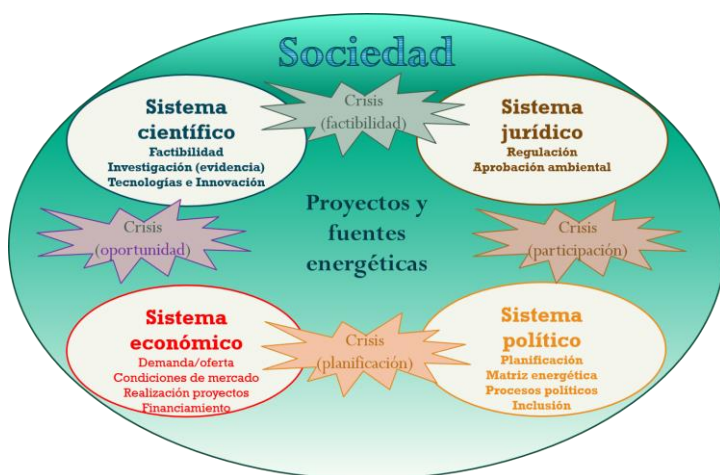 Sociedad
Sistema
científico
Factibilidad
Investigación (evidencia)
Tecnologías e Innovación
Crisis
(factibilidad)
Sistema
jurídico
Regulación
Aprobación ambiental
Crisis
(oportunidad)
Proyectos y
fuentes
energéticas
Crisis
(participación)
Sistema
económico
Demanda/oferta
Condiciones de mercado
Realización proyectos
Financiamiento
Crisis
(planificación)
Sistema
político
Planificación
Matriz energética
Procesos políticos
Inclusión